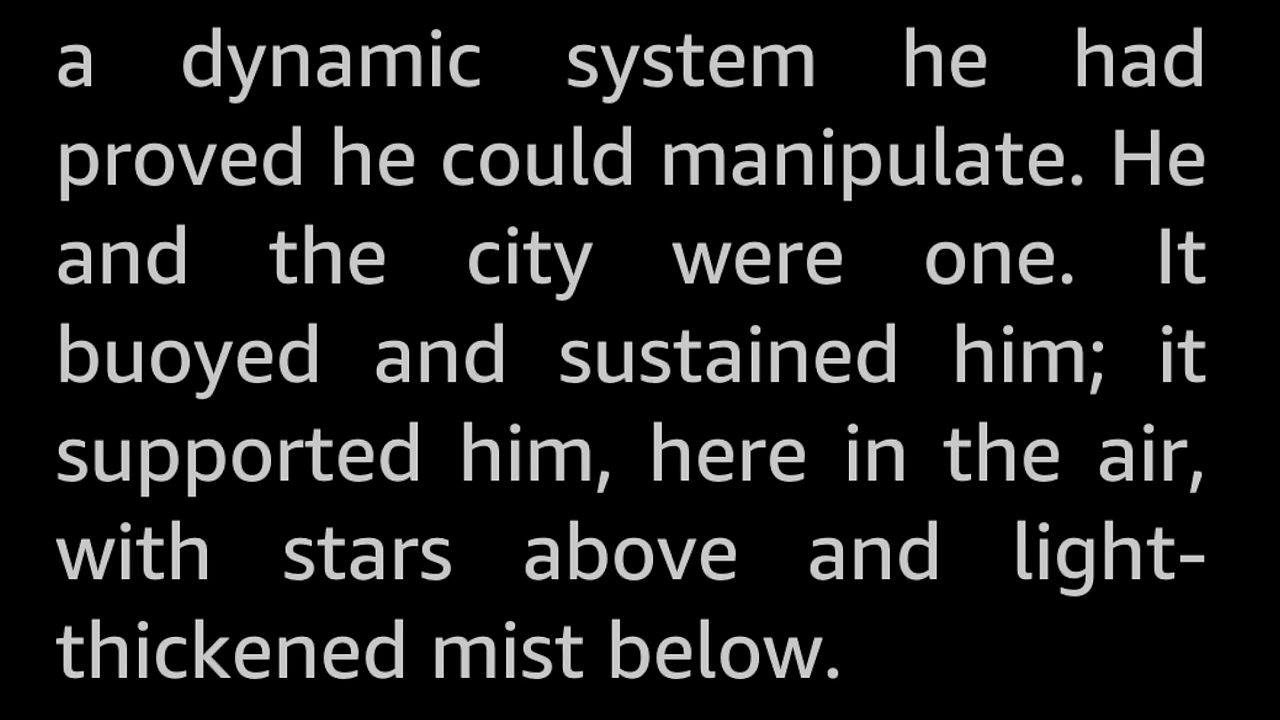 a dynamic system he had
proved he could manipulate. He
and the city were one. It
buoyed and sustained him; it
supported him, here in the air,
with stars above and light-
thickened mist below.